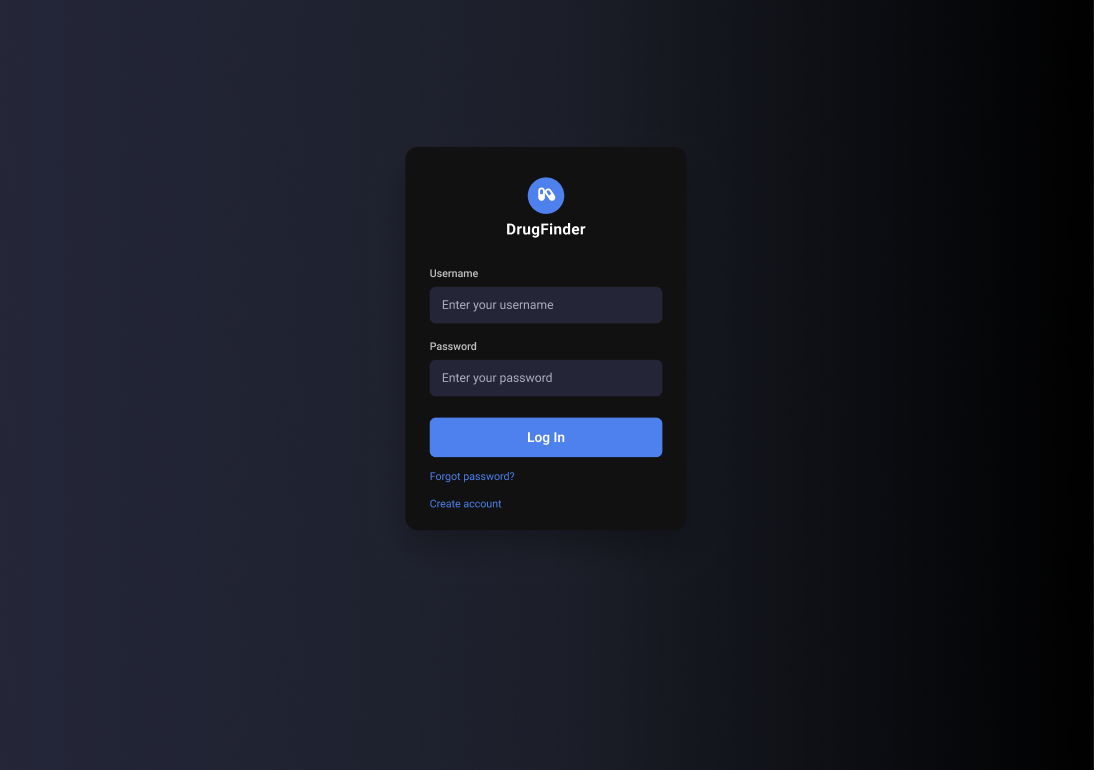 DrugFinder
Username
Enter your username
Password
Enter your password
Log In
Forgot password?
Create account